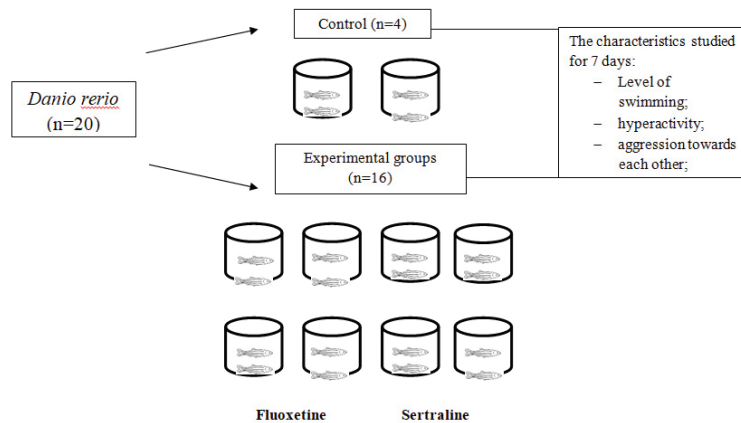 Control (n=4)
Danio rerio
(n=20)
The characteristics studied
for 7 days:
– Level of
swimming;
– hyperactivity;
– aggression towards
each other;
Experimental groups
(n=16)
Fluoxetine
Sertraline